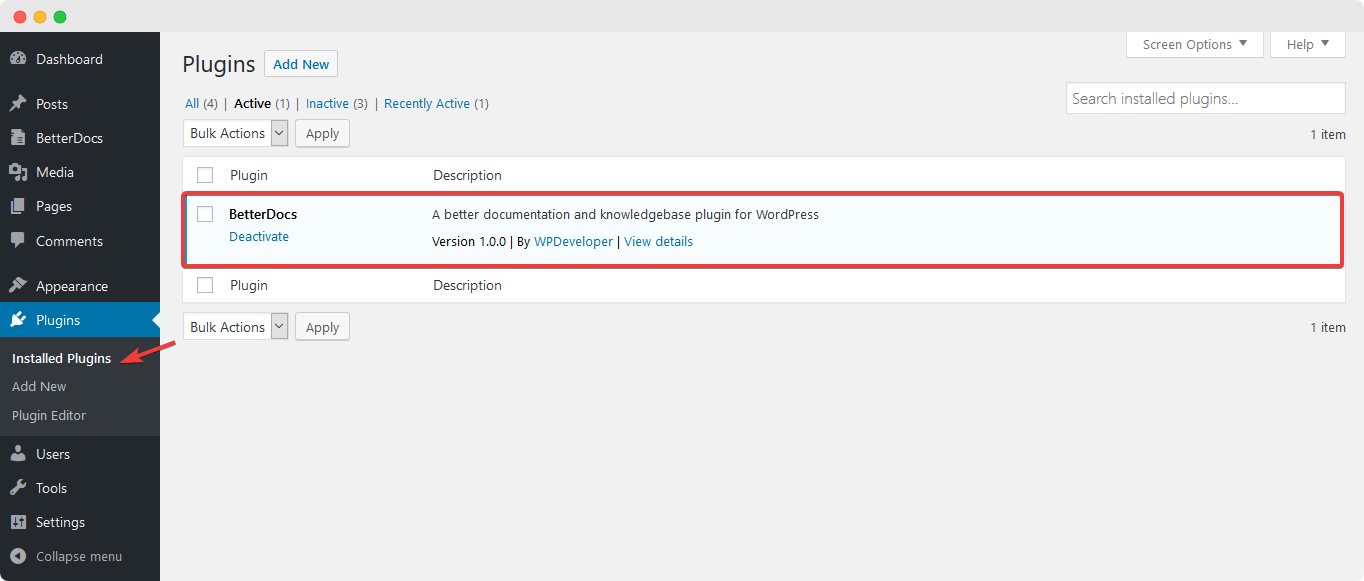 Dashboard
Posts
BetterDocs
Media
Pages
Comments
Appearance
Plugins
Installed Plugins
Add New
Plugin Editor
Users
Tools
Settings
Collapse menu
Screen Options Help
Plugins Add New
All (4) | Active (1) | Inactive (3) | Recently Active (1)
Search installed plugins...
Bulk Actions Apply
1 item
Plugin Description
BetterDocs A better documentation and knowledgebase plugin for WordPress
Deactivate Version 1.0.0 | By WPDeveloper | View details
Plugin Description
Bulk Actions Apply
1 item